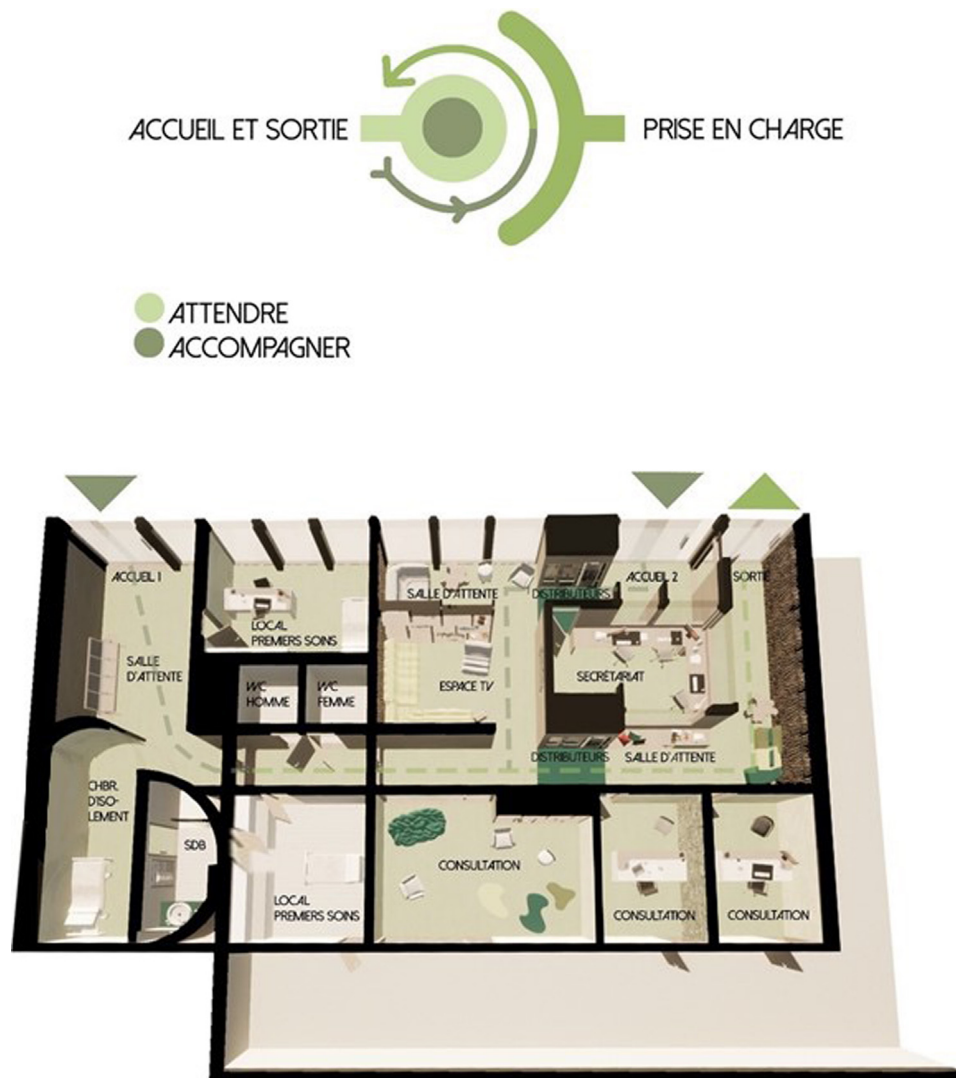 ACCUEIL ET SORTIE
PRISE EN CHARGE
ATTENDRE
ACCOMPAGNER
ACCUEIL 1
SALLE D'ATTENTE
DISTRIBUTEURS
ACCUEIL 2
SORTIE
LOCAL
PREMIERS SOINS
SALLE
D'ATTENTE
WC
HOMME
WC
FEMME
ESPACE TV
SECRÉTARIAT
DISTRIBUTEURS
SALLE D'ATTENTE
CHBR.
D'ISO-
LEMENT
SDB
CONSULTATION
LOCAL
PREMIERS SOINS
CONSULTATION
CONSULTATION